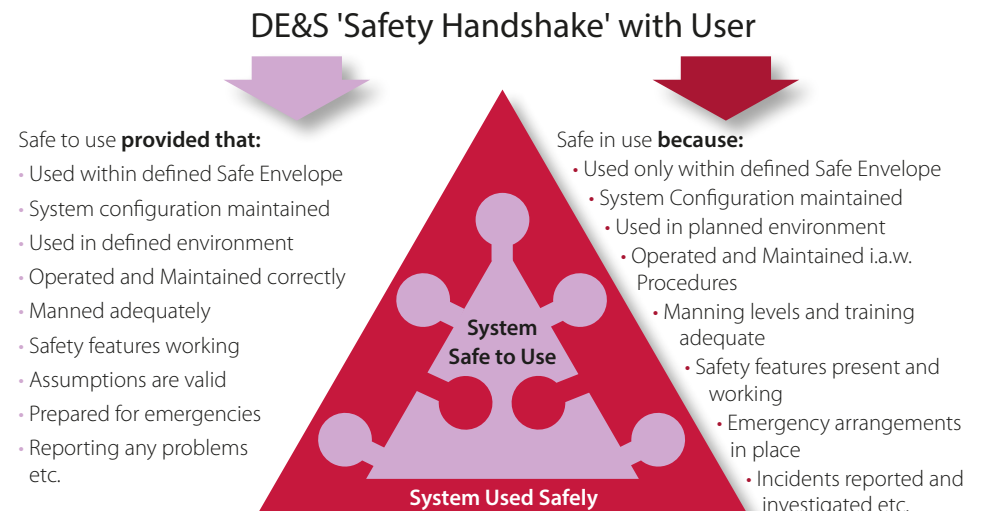 DE&S 'Safety Handshake' with User
Safe to use provided that:
• Used within defined Safe Envelope
• System configuration maintained
• Used in defined environment
• Operated and Maintained correctly
• Manned adequately
• Safety features working
• Assumptions are valid
• Prepared for emergencies
• Reporting any problems
etc.
System
Safe to Use
System Used Safely
Safe in use because:
• Used only within defined Safe Envelope
• System Configuration maintained
• Used in planned environment
• Operated and Maintained i.a.w.
Procedures
• Manning levels and training
adequate
• Safety features present and
working
• Emergency arrangements
in place
• Incidents reported and
investigated etc.